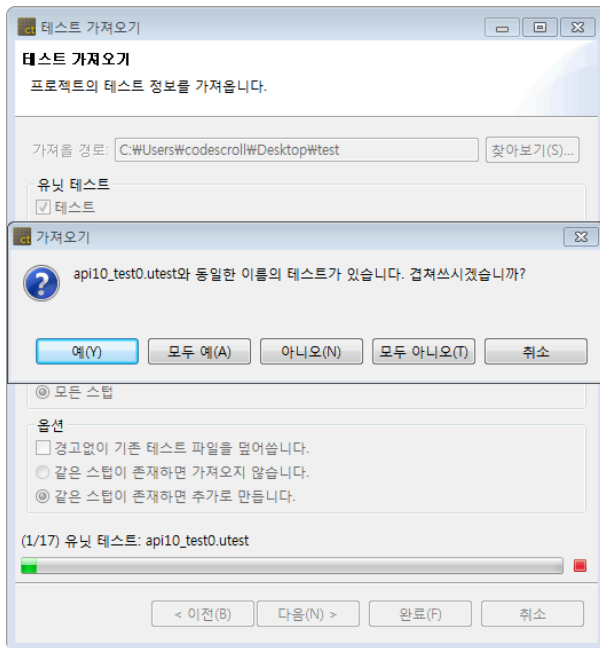 ct 테스트 가져오기
테스트 가져오기
프로젝트의 테스트 정보를 가져옵니다.
가져올 경로: C:₩Users₩codescroll₩Desktop₩test 찾아보기(S)...
유닛 테스트
테스트
ct 가져오기
api10_test0.utest와 동일한 이름의 테스트가 있습니다. 겹쳐쓰시겠습니까?
예(Y) 모두 예(A) 아니오(N) 모두 아니오(T) 취소
모든 스텁
옵션
경고없이 기존 테스트 파일을 덮어씁니다.
같은 스텁이 존재하면 가져오지 않습니다.
같은 스텁이 존재하면 추가로 만듭니다.
(1/17) 유닛 테스트: api10_test0.utest
< 이전(B) 다음(N) > 완료(F) 취소